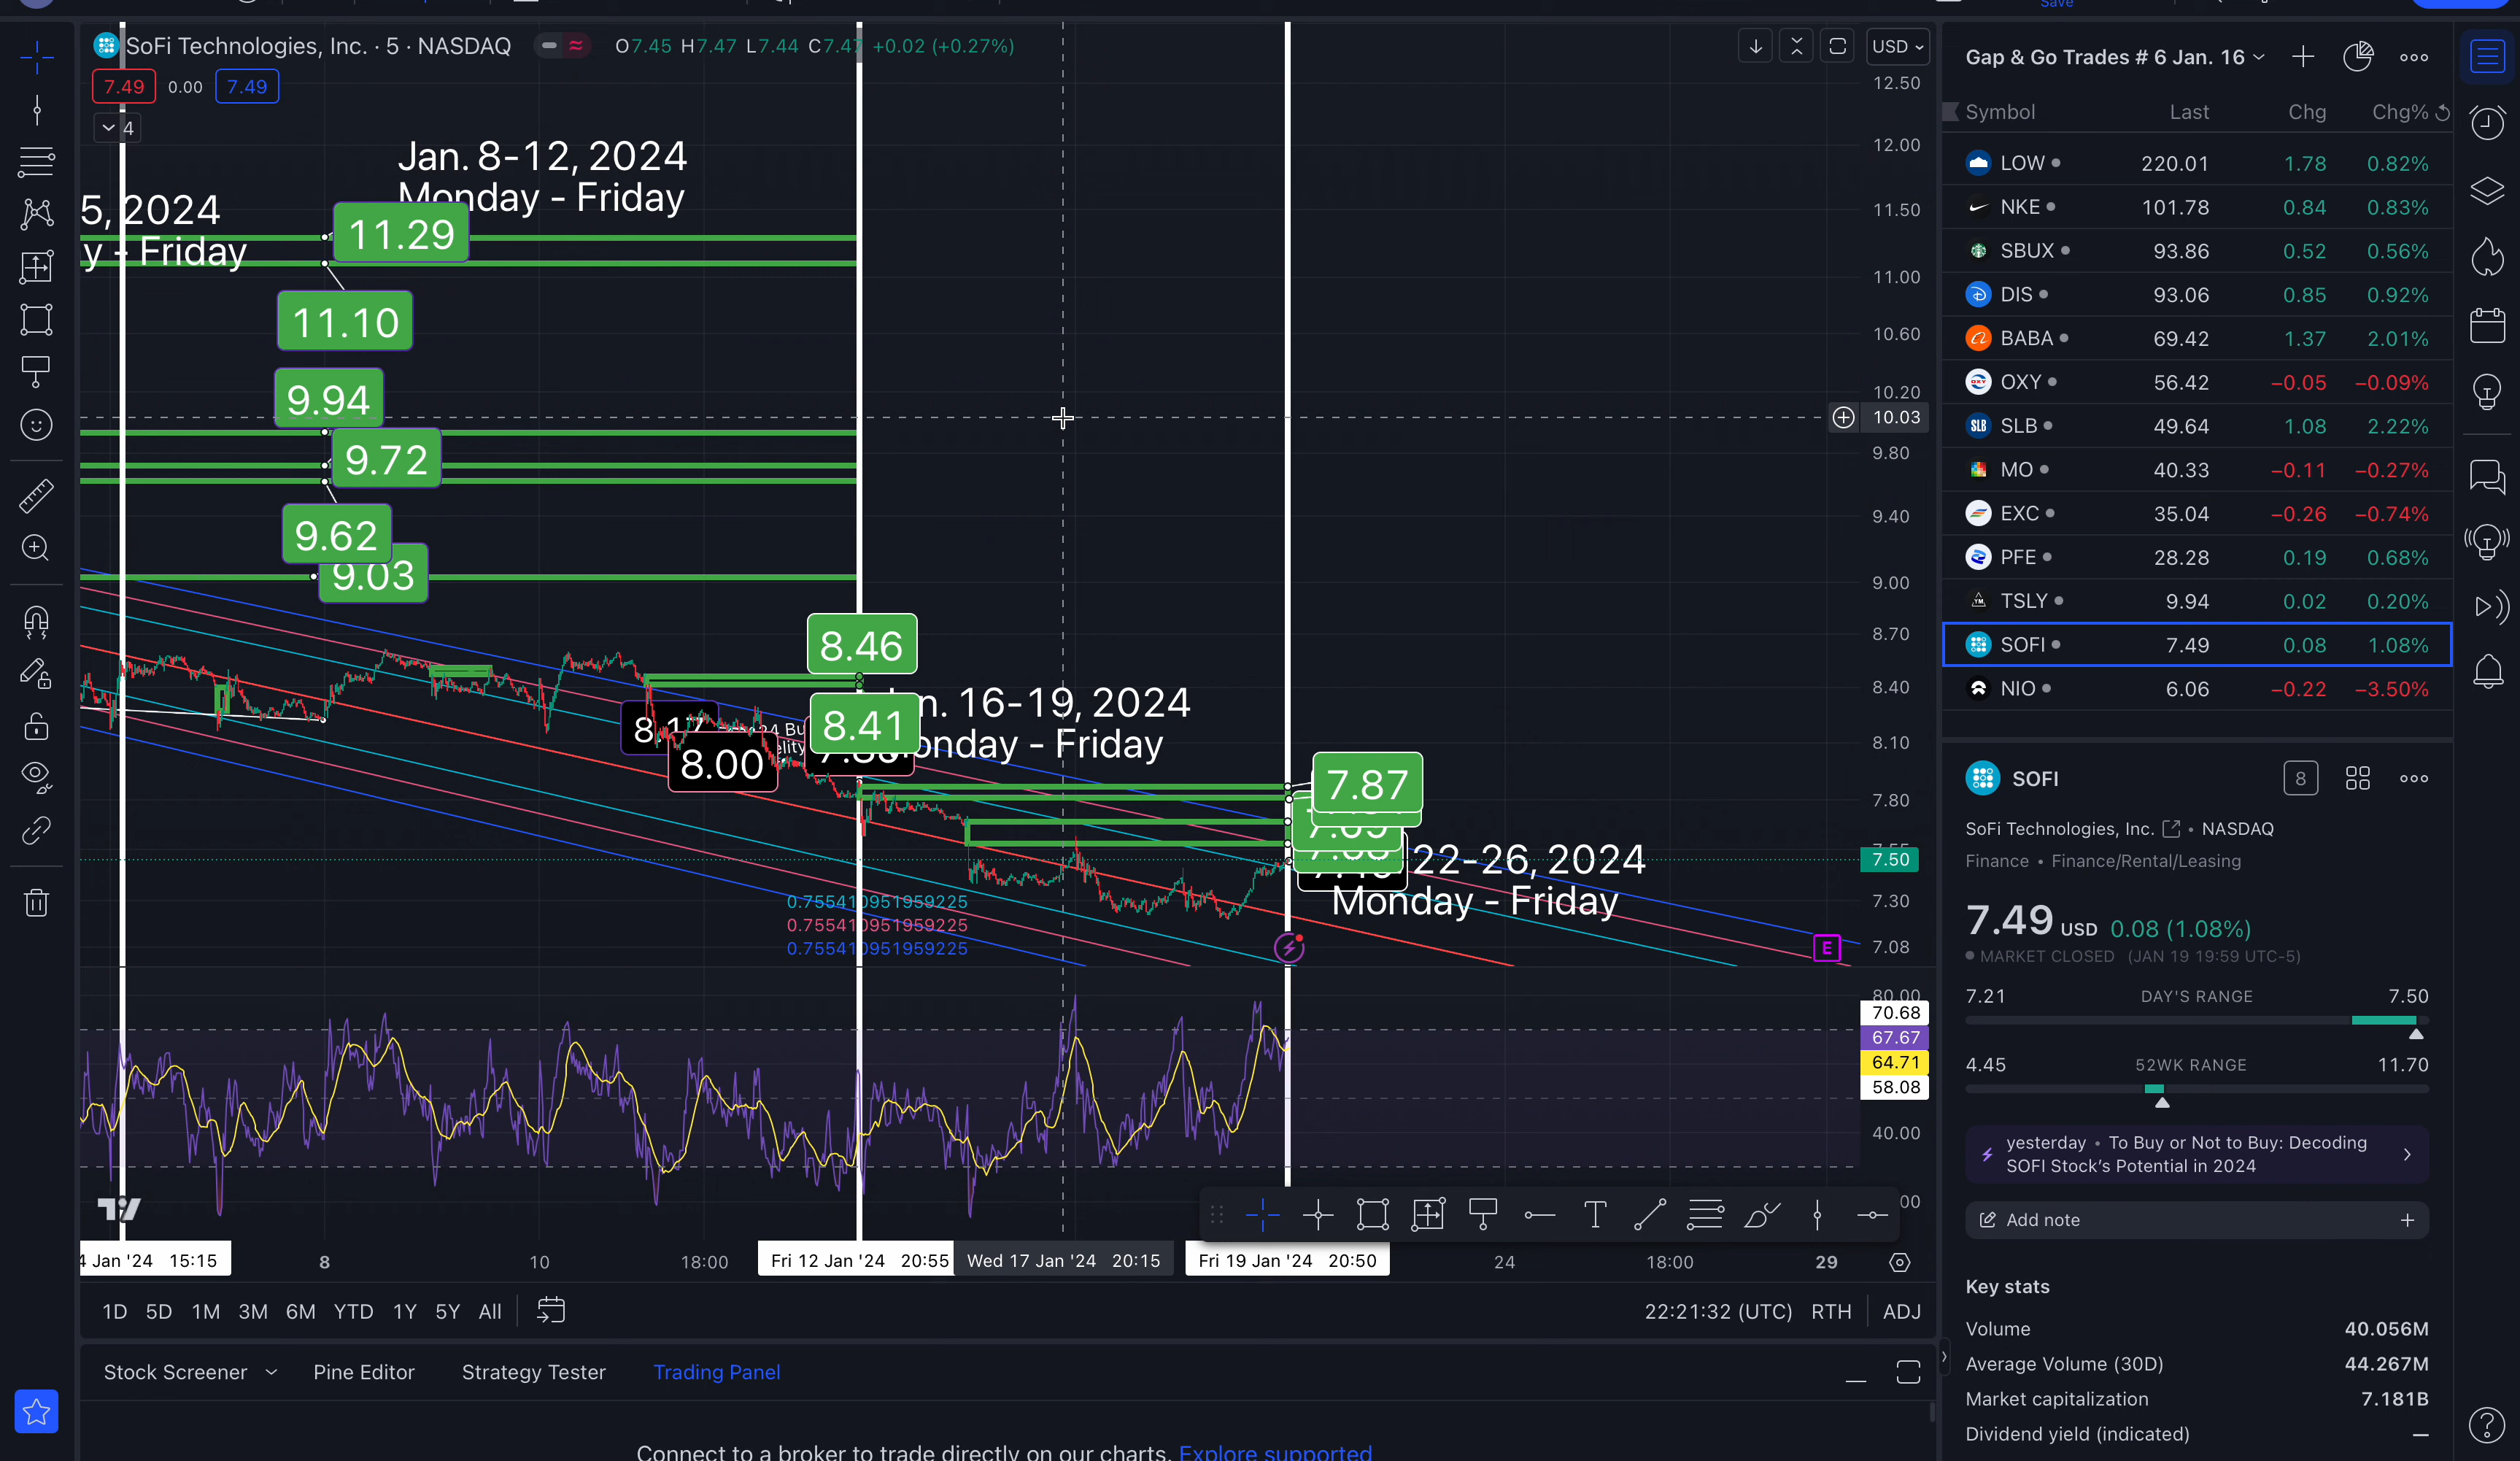 Save
SoFi Technologies, Inc. · 5 · NASDAQ
O7.45 H7.47 L7.44 C7.47 +0.02 (+0.27%)
USD
7.49 0.00 7.49
4
Jan. 8-12, 2024
Monday - Friday
5, 2024
y - Friday
11.29
11.10
9.94
9.72
9.62
9.03
8.46
8.41
8.17
8.00
n. 16-19, 2024
onday - Friday
7.87
22-26, 2024
Monday - Friday
0.755410951959225
0.755410951959225
0.755410951959225
E
12.50
12.00
11.50
11.00
10.60
10.20
10.03
9.80
9.40
9.00
8.70
8.40
8.10
7.80
7.50
7.30
7.08
80.00
70.68
67.67
64.71
58.08
40.00
00
Jan '24 15:15
8
10
18:00
Fri 12 Jan '24 20:55
Wed 17 Jan '24 20:15
Fri 19 Jan '24 20:50
24
18:00
29
1D 5D 1M 3M 6M YTD 1Y 5Y All
22:21:32 (UTC) RTH ADJ
Stock Screener Pine Editor Strategy Tester Trading Panel
Connect to a broker to trade directly on our charts. Explore supported
Gap & Go Trades # 6 Jan. 16
Symbol Last Chg Chg%
LOW 220.01 1.78 0.82%
NKE 101.78 0.84 0.83%
SBUX 93.86 0.52 0.56%
DIS 93.06 0.85 0.92%
BABA 69.42 1.37 2.01%
OXY 56.42 −0.05 −0.09%
SLB 49.64 1.08 2.22%
MO 40.33 −0.11 −0.27%
EXC 35.04 −0.26 −0.74%
PFE 28.28 0.19 0.68%
TSLY 9.94 0.02 0.20%
SOFI 7.49 0.08 1.08%
NIO 6.06 −0.22 −3.50%
SOFI
8
SoFi Technologies, Inc. • NASDAQ
Finance • Finance/Rental/Leasing
7.49 USD 0.08 (1.08%)
MARKET CLOSED (JAN 19 19:59 UTC-5)
7.21 DAY'S RANGE 7.50
4.45 52WK RANGE 11.70
yesterday • To Buy or Not to Buy: Decoding
SOFI Stock’s Potential in 2024
Add note
Key stats
Volume 40.056M
Average Volume (30D) 44.267M
Market capitalization 7.181B
Dividend yield (indicated) —